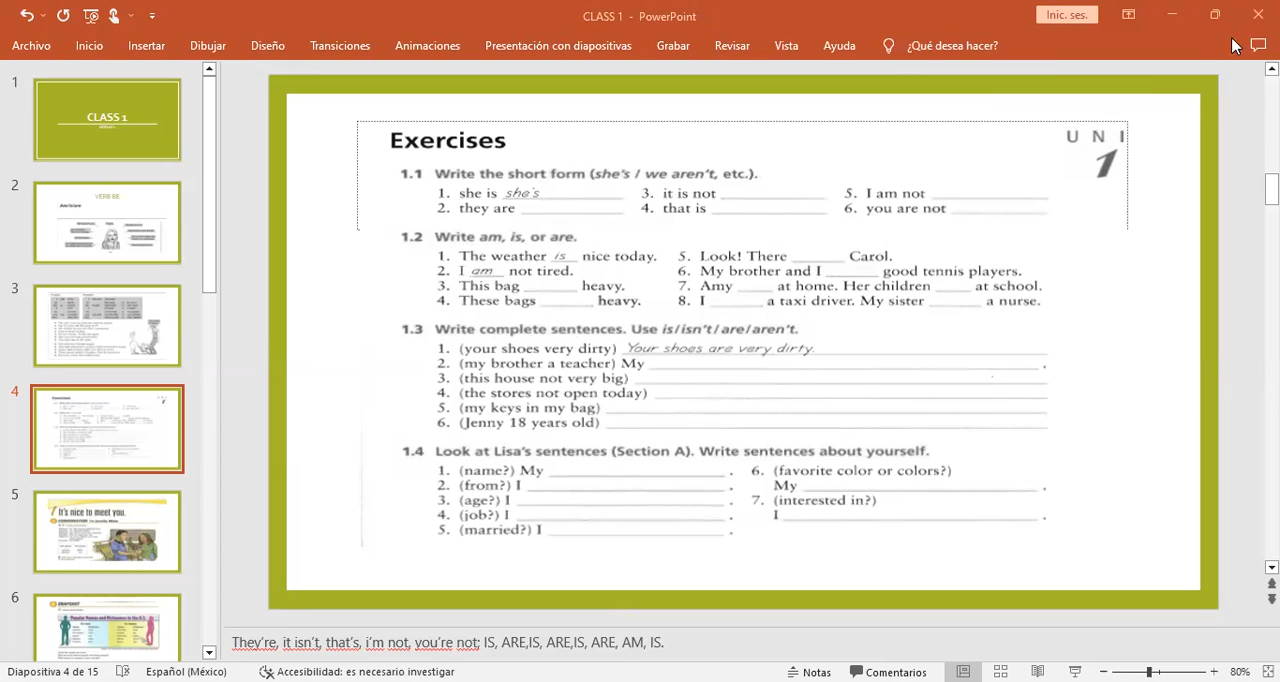 CLASS 1 - PowerPoint
Inic. ses.
Archivo Inicio Insertar Dibujar Diseño Transiciones Animaciones Presentación con diapositivas Grabar Revisar Vista Ayuda ¿Qué desea hacer?
1
CLASS 1
2
VERB BE
3
4
5
1 It's nice to meet you.
CONVERSATION
6
SNAPSHOT
Popular Names and Nicknames in the U.S.
Exercises
U N I
1
1.1 Write the short form (she's / we aren't, etc.).
1. she is she's 3. it is not 5. I am not
2. they are 4. that is 6. you are not
1.2 Write am, is, or are.
1. The weather is nice today. 5. Look! There Carol.
2. I am not tired. 6. My brother and I good tennis players.
3. This bag heavy. 7. Amy at home. Her children at school.
4. These bags heavy. 8. I a taxi driver. My sister a nurse.
1.3 Write complete sentences. Use is/isn't/are/aren't.
1. (your shoes very dirty) Your shoes are very dirty.
2. (my brother a teacher) My .
3. (this house not very big)
4. (the stores not open today)
5. (my keys in my bag)
6. (Jenny 18 years old)
1.4 Look at Lisa's sentences (Section A). Write sentences about yourself.
1. (name?) My . 6. (favorite color or colors?)
2. (from?) I . My .
3. (age?) I . 7. (interested in?)
4. (job?) I . I .
5. (married?) I .
They're, it isn't, that's, i'm not, you're not; IS, ARE,IS, ARE,IS, ARE, AM, IS.
Diapositiva 4 de 15 Español (México) Accesibilidad: es necesario investigar Notas Comentarios 80%